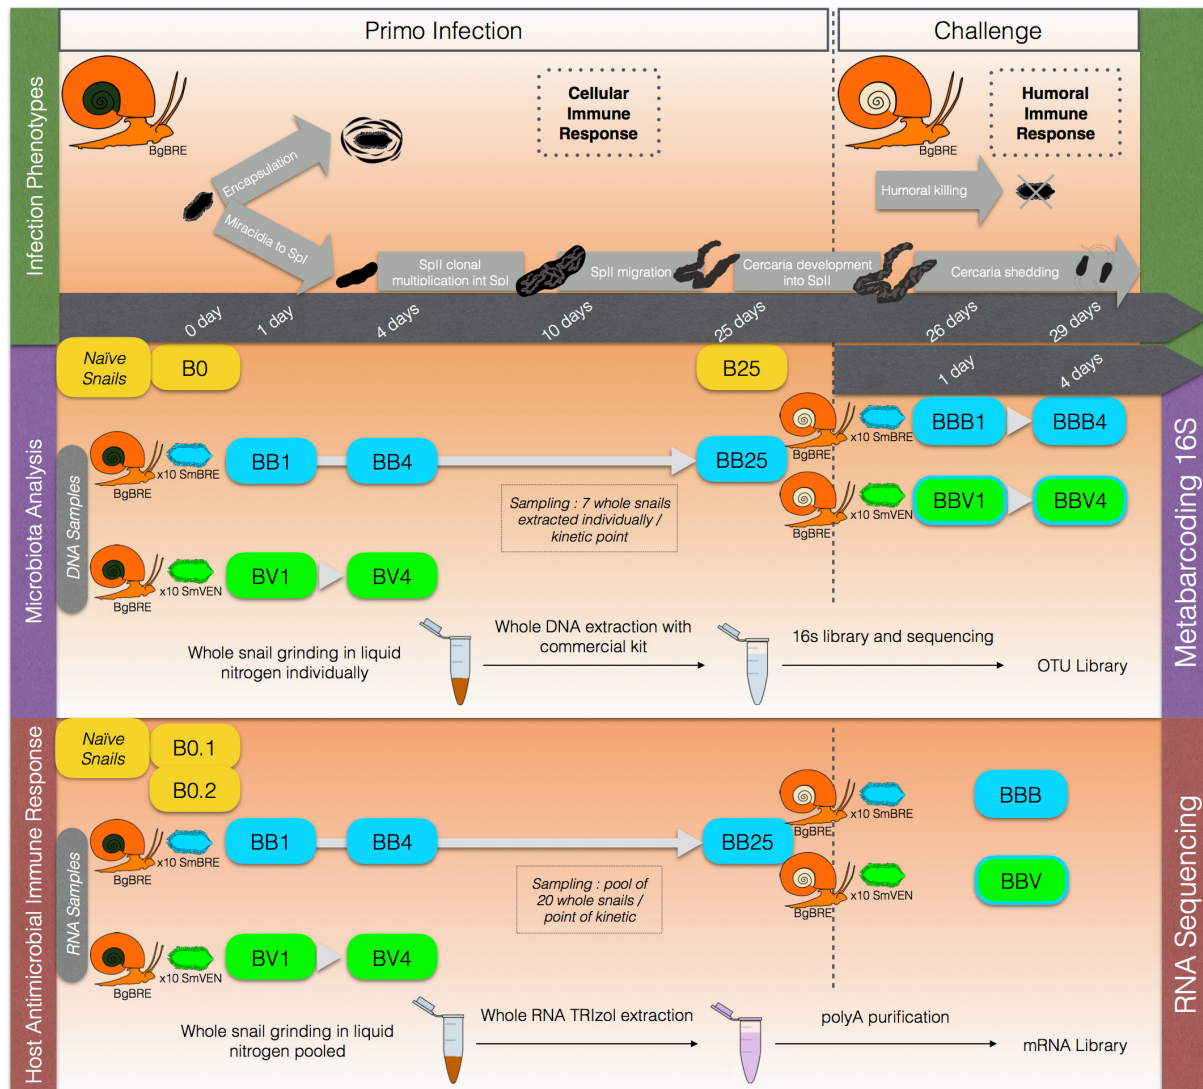 Primo Infection
Challenge
Infection Phenotypes
BgBRE
Encapsulation
Miracidia to SpI
Cellular
Immune
Response
BgBRE
Humoral
Immune
Response
Humoral killing
SpII clonal
multiplication int SpI
SpII migration
Cercaria development
into SpII
Cercaria shedding
0 day
1 day
4 days
10 days
25 days
26 days
29 days
1 day
4 days
Microbiota Analysis
Metabarcoding 16S
Naïve
Snails
B0
B25
DNA Samples
BgBRE
x10 SmBRE
BB1
BB4
BB25
BgBRE
x10 SmBRE
BBB1
BBB4
Sampling : 7 whole snails
extracted individually /
kinetic point
BgBRE
x10 SmVEN
BBV1
BBV4
BgBRE
x10 SmVEN
BV1
BV4
Whole snail grinding in liquid
nitrogen individually
Whole DNA extraction with
commercial kit
16s library and sequencing
OTU Library
Host Antimicrobial Immune Response
RNA Sequencing
Naïve
Snails
B0.1
B0.2
RNA Samples
BgBRE
x10 SmBRE
BB1
BB4
BB25
BgBRE
x10 SmBRE
BBB
Sampling : pool of
20 whole snails /
point of kinetic
BgBRE
x10 SmVEN
BBV
BgBRE
x10 SmVEN
BV1
BV4
Whole snail grinding in liquid
nitrogen pooled
Whole RNA TRIzol extraction
polyA purification
mRNA Library